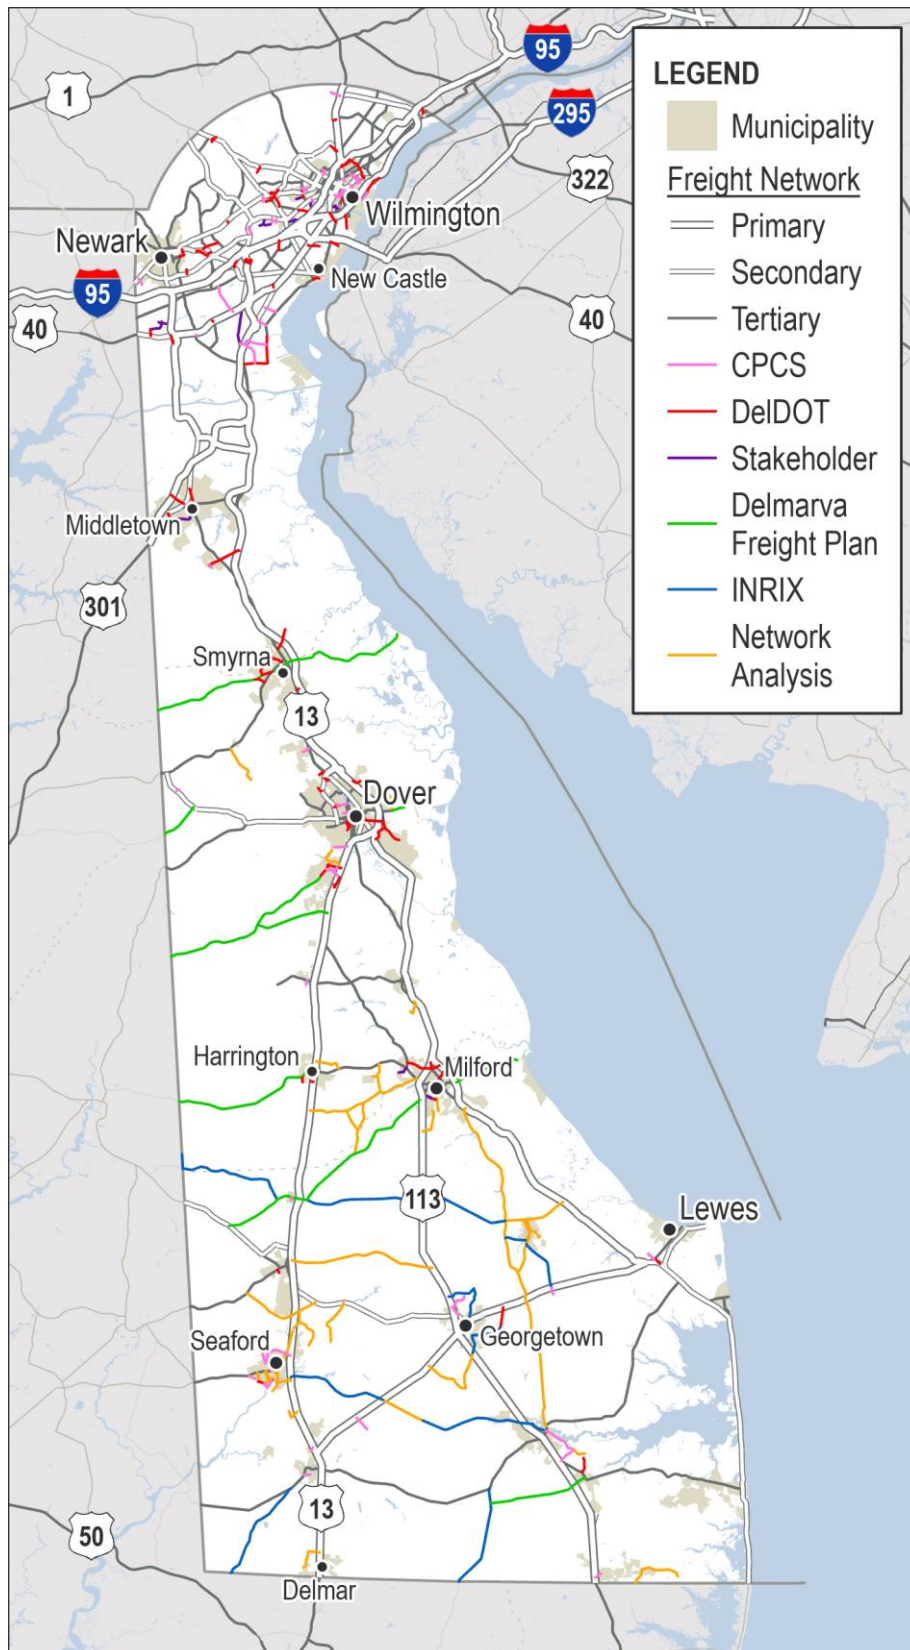 95
1
295
322
LEGEND
Municipality
Freight Network
Primary
Secondary
Tertiary
CPCS
DelDOT
Stakeholder
Delmarva
Freight Plan
INRIX
Network
Analysis
Wilmington
Newark
New Castle
95
40
40
Middletown
301
Smyrna
13
Dover
Harrington
Milford
113
Lewes
Georgetown
Seaford
13
50
Delmar